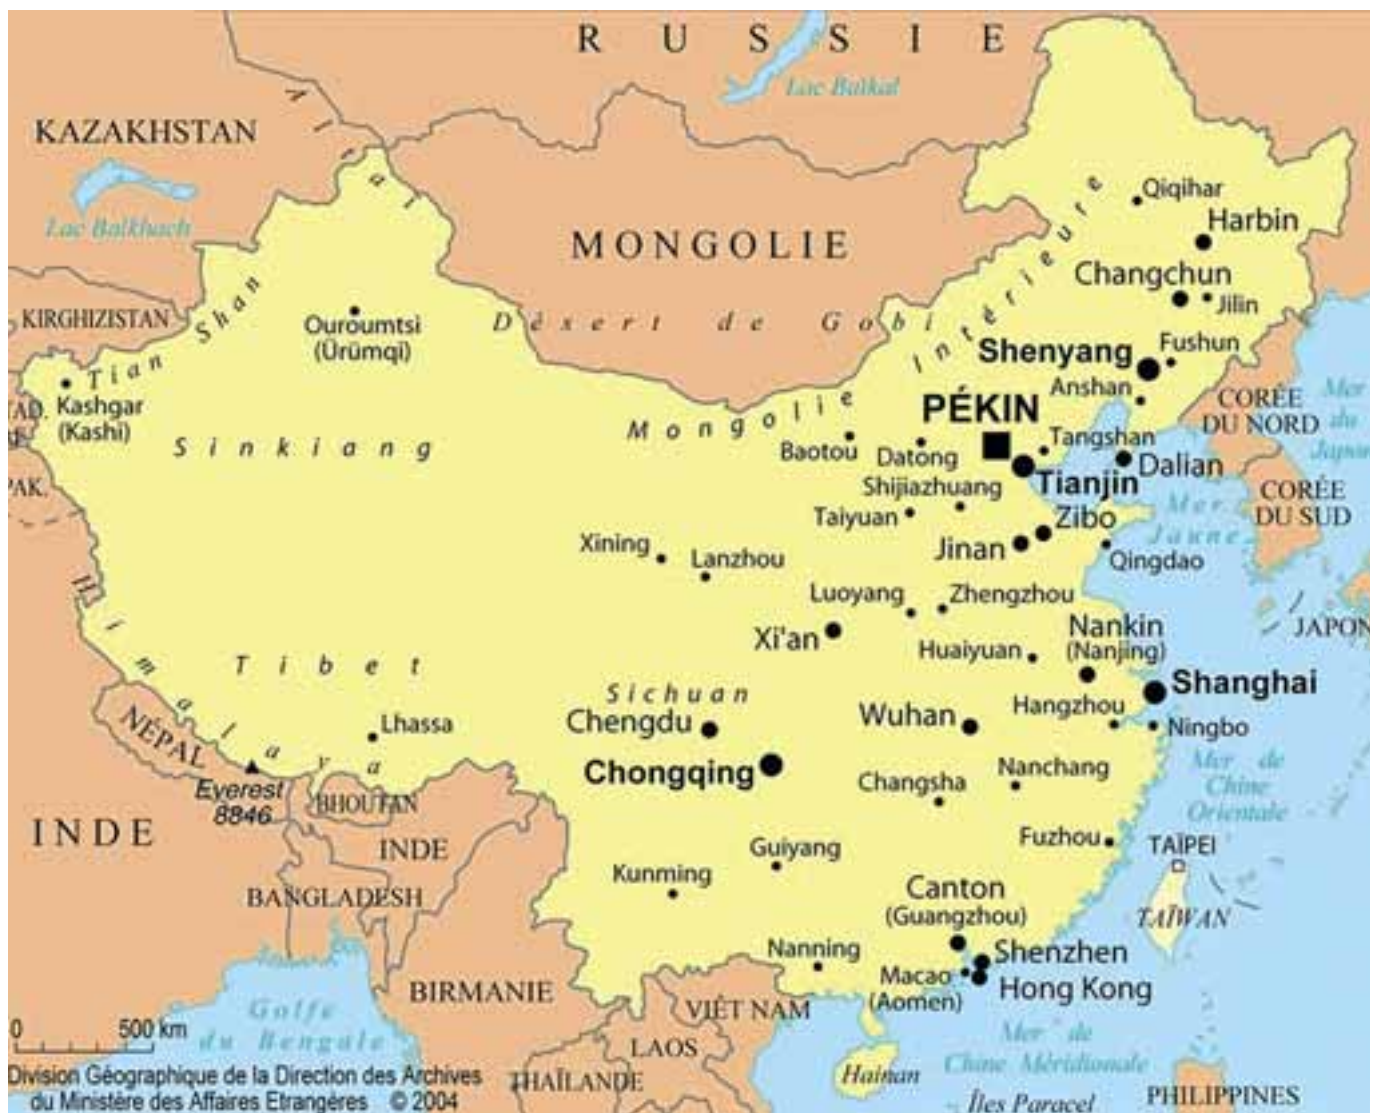 R U S S I E
Lac Baïkal
KAZAKHSTAN
Altaï
Lac Balkhach
Qiqihar
Harbin
MONGOLIE
Changchun
Jilin
KIRGHIZISTAN
Tian Shan
Ouroumtsi
(Ürümqi)
Désert de Gobi
Mongolie Intérieure
Shenyang
Fushun
Anshan
CORÉE
DU NORD
Mer
du
Japon
TAD.
Kashgar
(Kashi)
PÉKIN
Sinkiang
Baotou
Datong
Tangshan
Dalian
Tianjin
PAK.
Shijiazhuang
Taiyuan
Zibo
Jinan
Mer
Jaune
CORÉE
DU SUD
Qingdao
Xining
Lanzhou
Luoyang
Zhengzhou
JAPON
Himalaya
Xi'an
Huaiyuan
Nankin
(Nanjing)
Tibet
Sichuan
Shanghai
Hangzhou
Ningbo
NÉPAL
Lhassa
Chengdu
Wuhan
Chongqing
Mer de
Chine
Orientale
Everest
8846
BHOUTAN
Changsha
Nanchang
INDE
INDE
Guiyang
Fuzhou
TAÏPEI
Kunming
BANGLADESH
Canton
(Guangzhou)
TAÏWAN
Nanning
Shenzhen
Macao
(Aomen)
Hong Kong
BIRMANIE
VIÊT NAM
Golfe
du Bengale
0 500 km
LAOS
Mer de
Chine Méridionale
Hainan
THAÏLANDE
Îles Paracel
PHILIPPINES
Division Géographique de la Direction des Archives
du Ministère des Affaires Etrangères © 2004